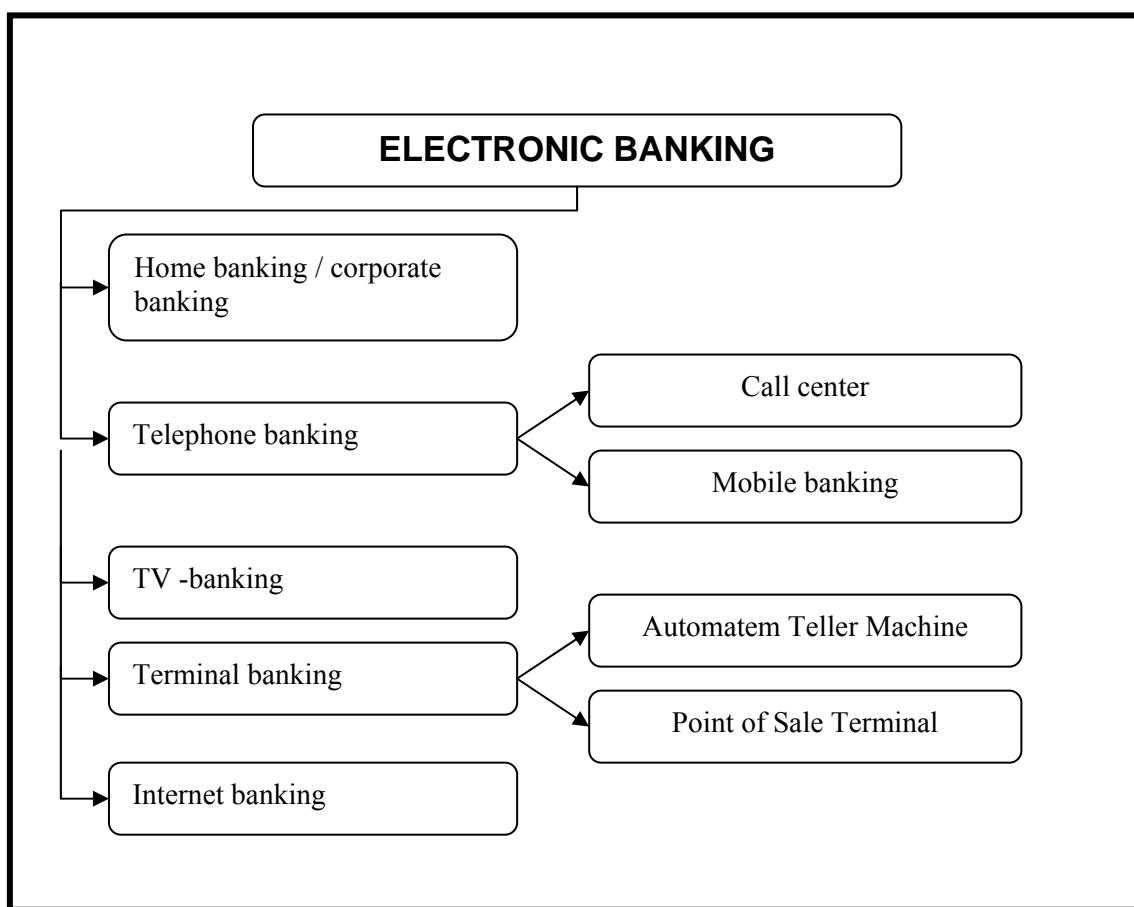 ELECTRONIC BANKING
Home banking / corporate
banking
Call center
Telephone banking
Mobile banking
TV -banking
Automatem Teller Machine
Terminal banking
Point of Sale Terminal
Internet banking